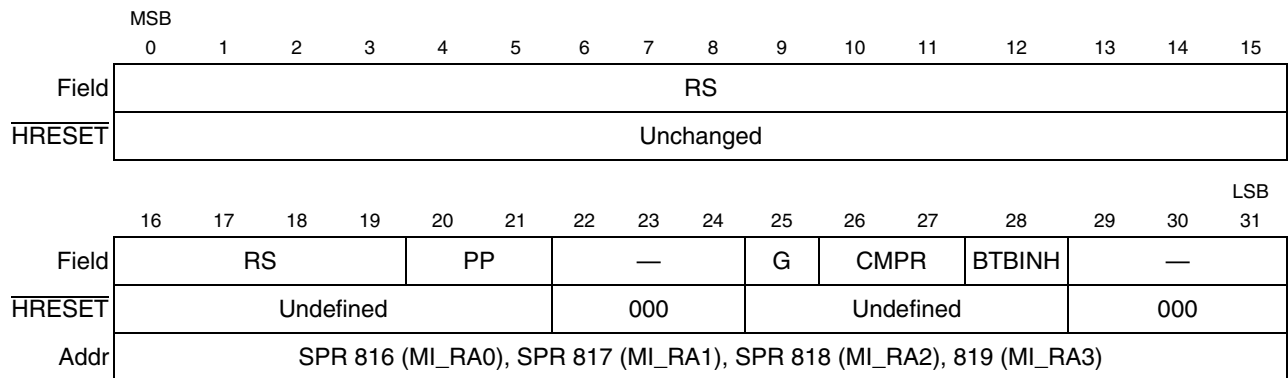 MSB
0 1 2 3 4 5 6 7 8 9 10 11 12 13 14 15
Field RS
HRESET Unchanged
LSB
16 17 18 19 20 21 22 23 24 25 26 27 28 29 30 31
Field RS PP — G CMPR BTBINH —
HRESET Undefined 000 Undefined 000
Addr SPR 816 (MI_RA0), SPR 817 (MI_RA1), SPR 818 (MI_RA2), 819 (MI_RA3)